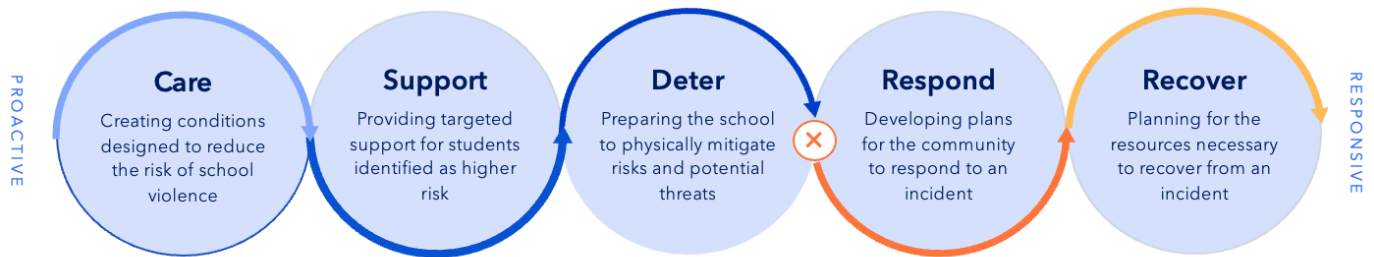 PROACTIVE
Care
Creating conditions
designed to reduce
the risk of school
violence
Support
Providing targeted
support for students
identified as higher
risk
Deter
Preparing the school
to physically mitigate
risks and potential
threats
Respond
Developing plans
for the community
to respond to an
incident
Recover
Planning for the
resources necessary
to recover from an
incident
RESPONSIVE